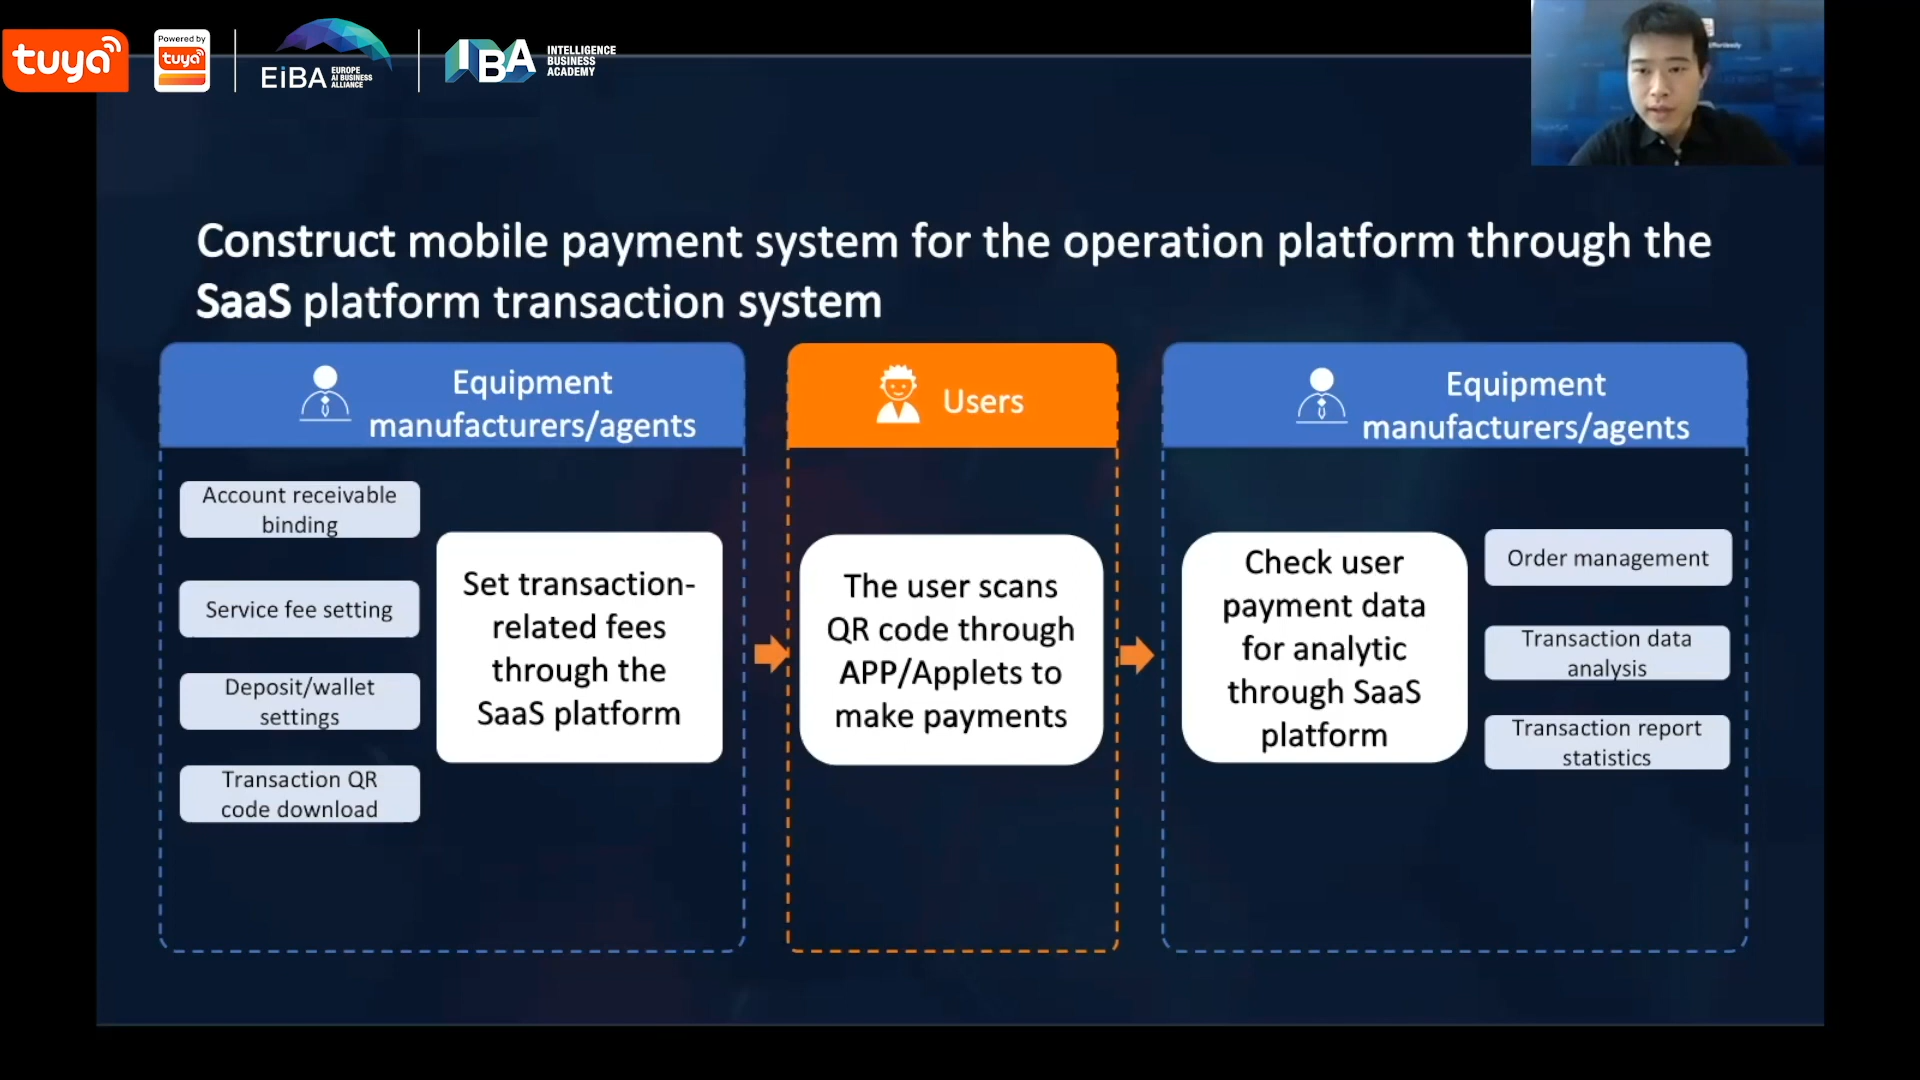 tuya
Powered by
tuya
EiBA EUROPE
AI BUSINESS
ALLIANCE
IBA INTELLIGENCE
BUSINESS
ACADEMY
Construct mobile payment system for the operation platform through the
SaaS platform transaction system
Equipment
manufacturers/agents
Account receivable
binding
Service fee setting
Deposit/wallet
settings
Transaction QR
code download
Set transaction-
related fees
through the
SaaS platform
Users
The user scans
QR code through
APP/Applets to
make payments
Equipment
manufacturers/agents
Check user
payment data
for analytic
through SaaS
platform
Order management
Transaction data
analysis
Transaction report
statistics